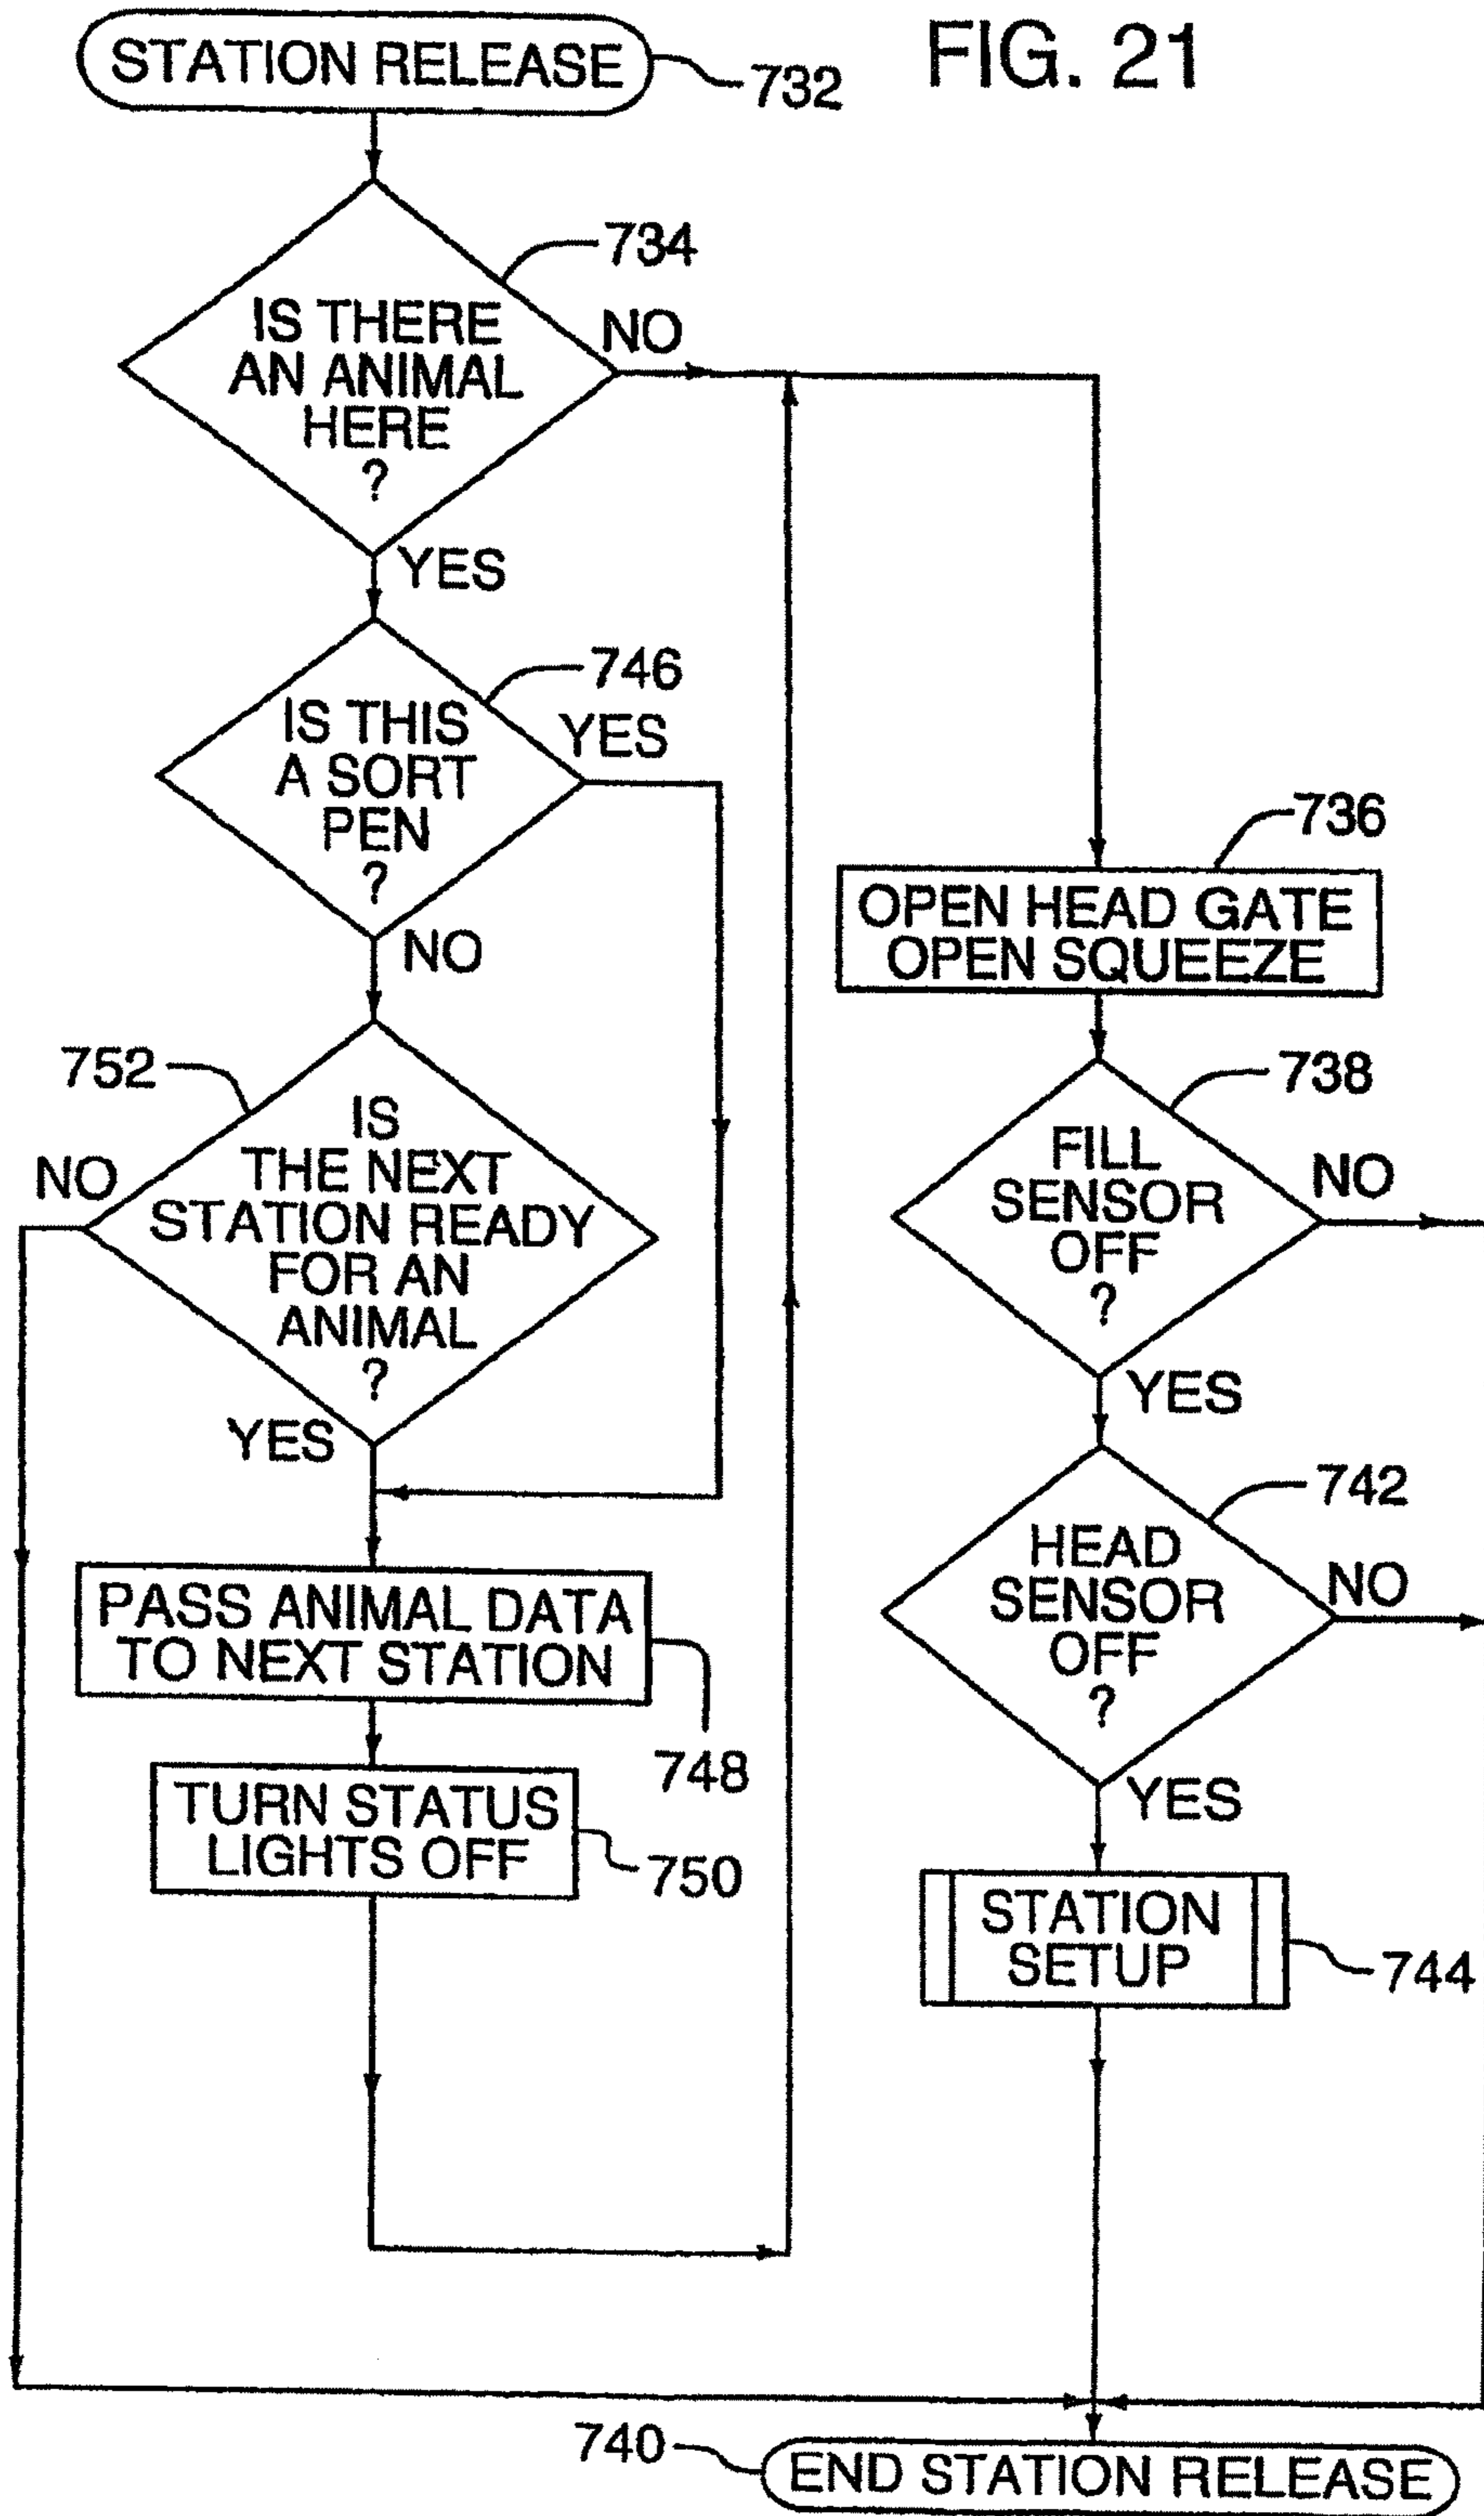 FIG. 21
STATION RELEASE
732
734
IS THERE
AN ANIMAL
HERE
?
NO
YES
746
IS THIS
A SORT
PEN
?
YES
NO
752
IS
THE NEXT
STATION READY
FOR AN
ANIMAL
?
NO
YES
PASS ANIMAL DATA
TO NEXT STATION
748
TURN STATUS
LIGHTS OFF
750
736
OPEN HEAD GATE
OPEN SQUEEZE
738
FILL
SENSOR
OFF
?
NO
YES
742
HEAD
SENSOR
OFF
?
NO
YES
STATION
SETUP
744
740
END STATION RELEASE